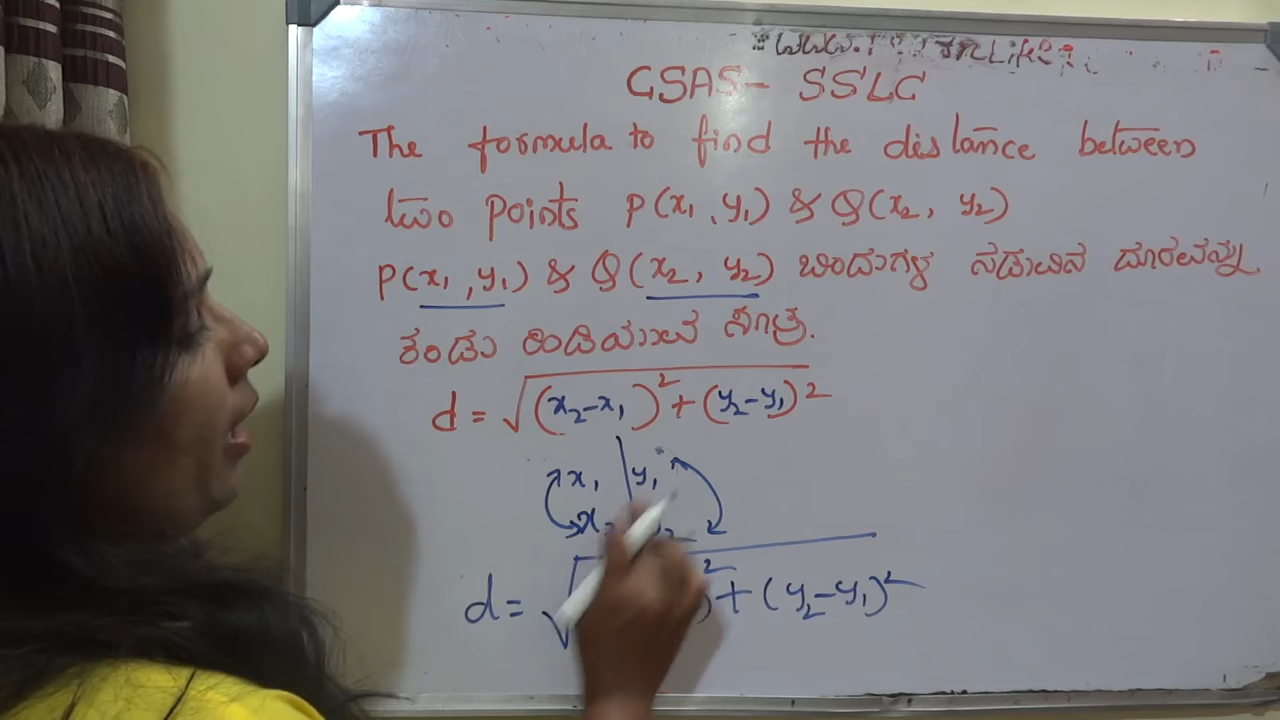 GSAS- SSLC
The formula to find the distance between
two points P(x₁, y₁) & Q(x₂, y₂)
P(x₁, y₁) & Q(x₂, y₂) ಬಿಂದುಗಳ ನಡುವಿನ ದೂರವನ್ನು
ಕಂಡು ಹಿಡಿಯುವ ಸೂತ್ರ.
d = √(x₂-x₁)² + (y₂-y₁)²
x₁ | y₁
d = √ ² + (y₂-y₁)²